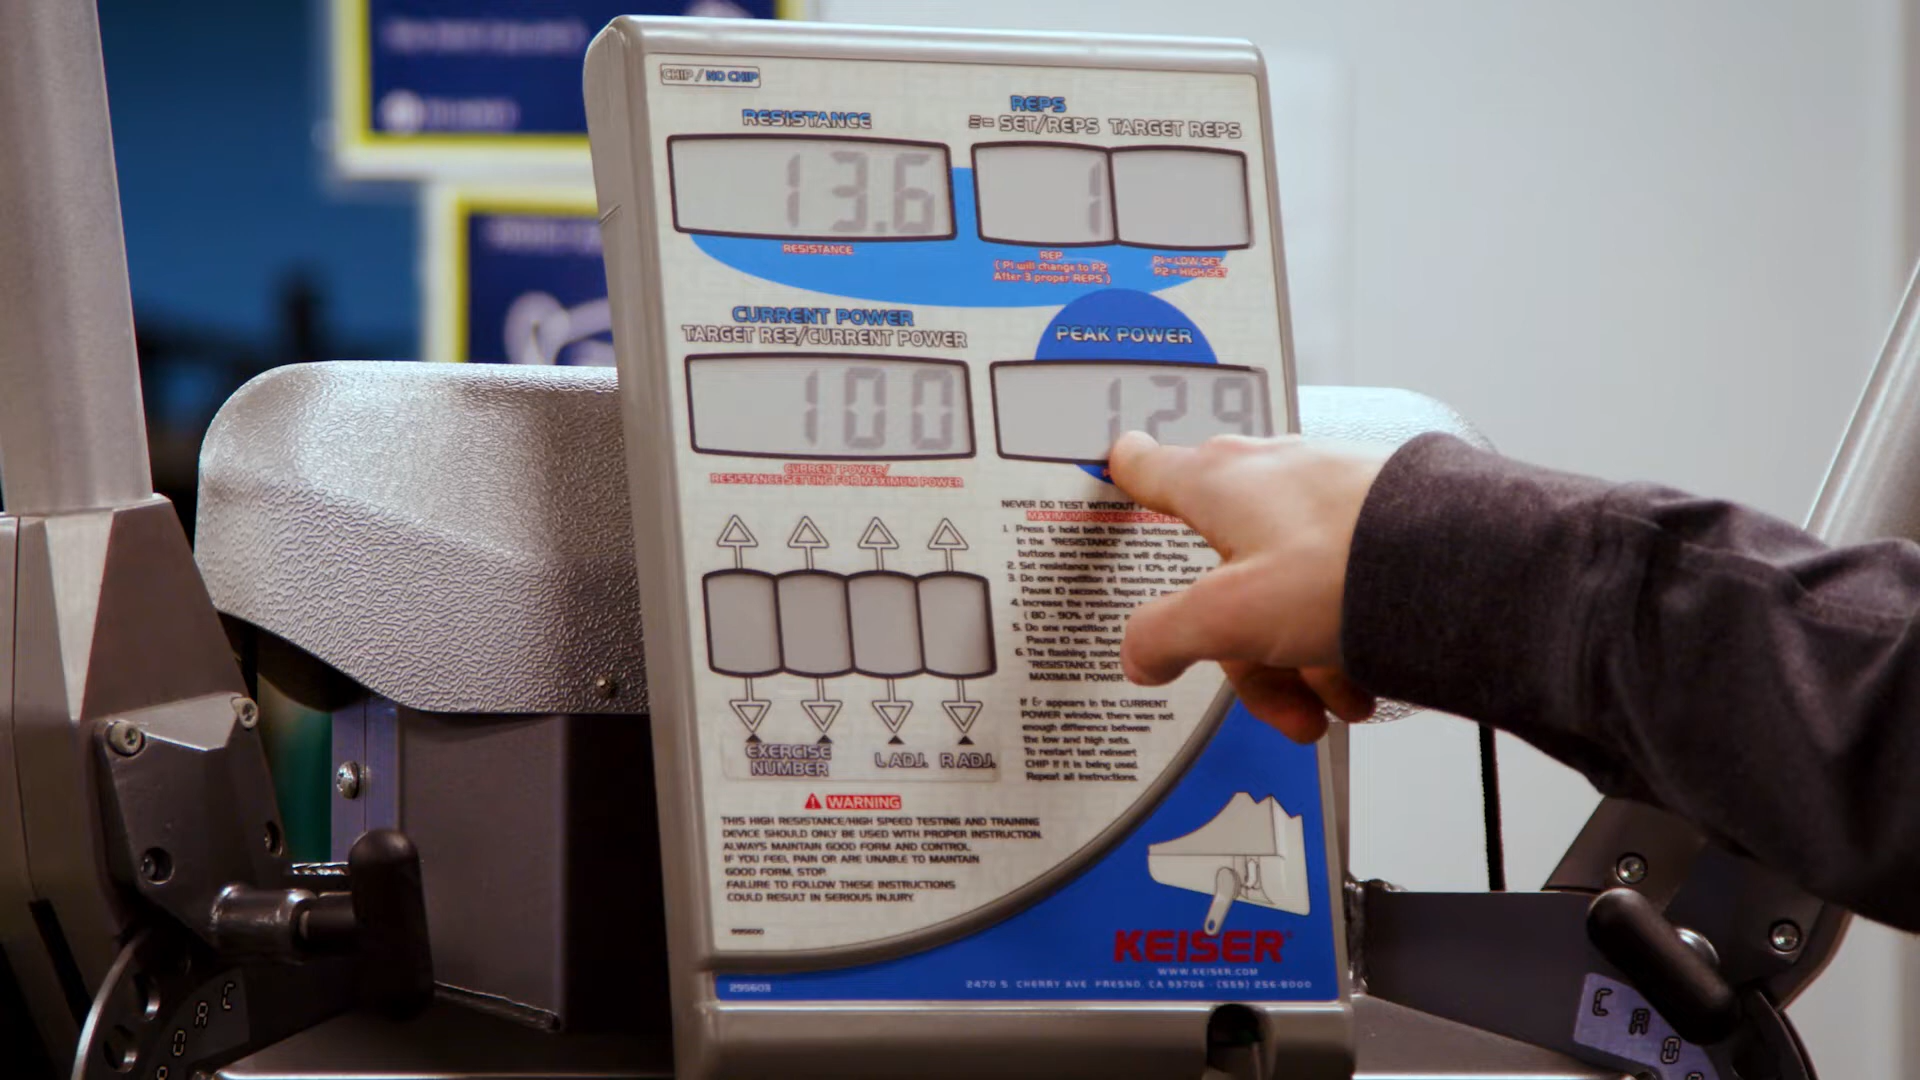 CHIP / NO CHIP
RESISTANCE
REPS
SET/REPS TARGET REPS
13.6
1
RESISTANCE
REP
( P1 will change to P2
After 3 proper REPS )
P1 = LOW SET
P2 = HIGH SET
CURRENT POWER
TARGET RES/CURRENT POWER
PEAK POWER
100
129
CURRENT POWER/
RESISTANCE SETTING FOR MAXIMUM POWER
NEVER DO TEST WITHOUT
MAXIMUM POWER/RESISTAN
1. Press & hold both thumb buttons
in the "RESISTANCE" window. Then
buttons and resistance will display.
2. Set resistance very low ( 10% of your
3. Do one repetition at maximum
Pause 10 seconds. Repeat 2
4. Increase the resistance
( 80 – 90% of your
5. Do one repetition at
Pause 10 sec.
6. The flashing
"RESISTANCE SET
MAXIMUM POWER
If Er appears in the CURRENT
POWER window, there was not
enough difference between
the low and high sets.
To restart test reinsert
CHIP if it is being used.
Repeat all instructions.
EXERCISE
NUMBER
L ADJ. R ADJ.
WARNING
THIS HIGH RESISTANCE/HIGH SPEED TESTING AND TRAINING
DEVICE SHOULD ONLY BE USED WITH PROPER INSTRUCTION.
ALWAYS MAINTAIN GOOD FORM AND CONTROL.
IF YOU FEEL PAIN OR ARE UNABLE TO MAINTAIN
GOOD FORM, STOP.
FAILURE TO FOLLOW THESE INSTRUCTIONS
COULD RESULT IN SERIOUS INJURY.
995600
KEISER®
WWW.KEISER.COM
295603
2470 S. CHERRY AVE. FRESNO, CA 93706 · (559) 256-8000
C
A
0
C
A
0